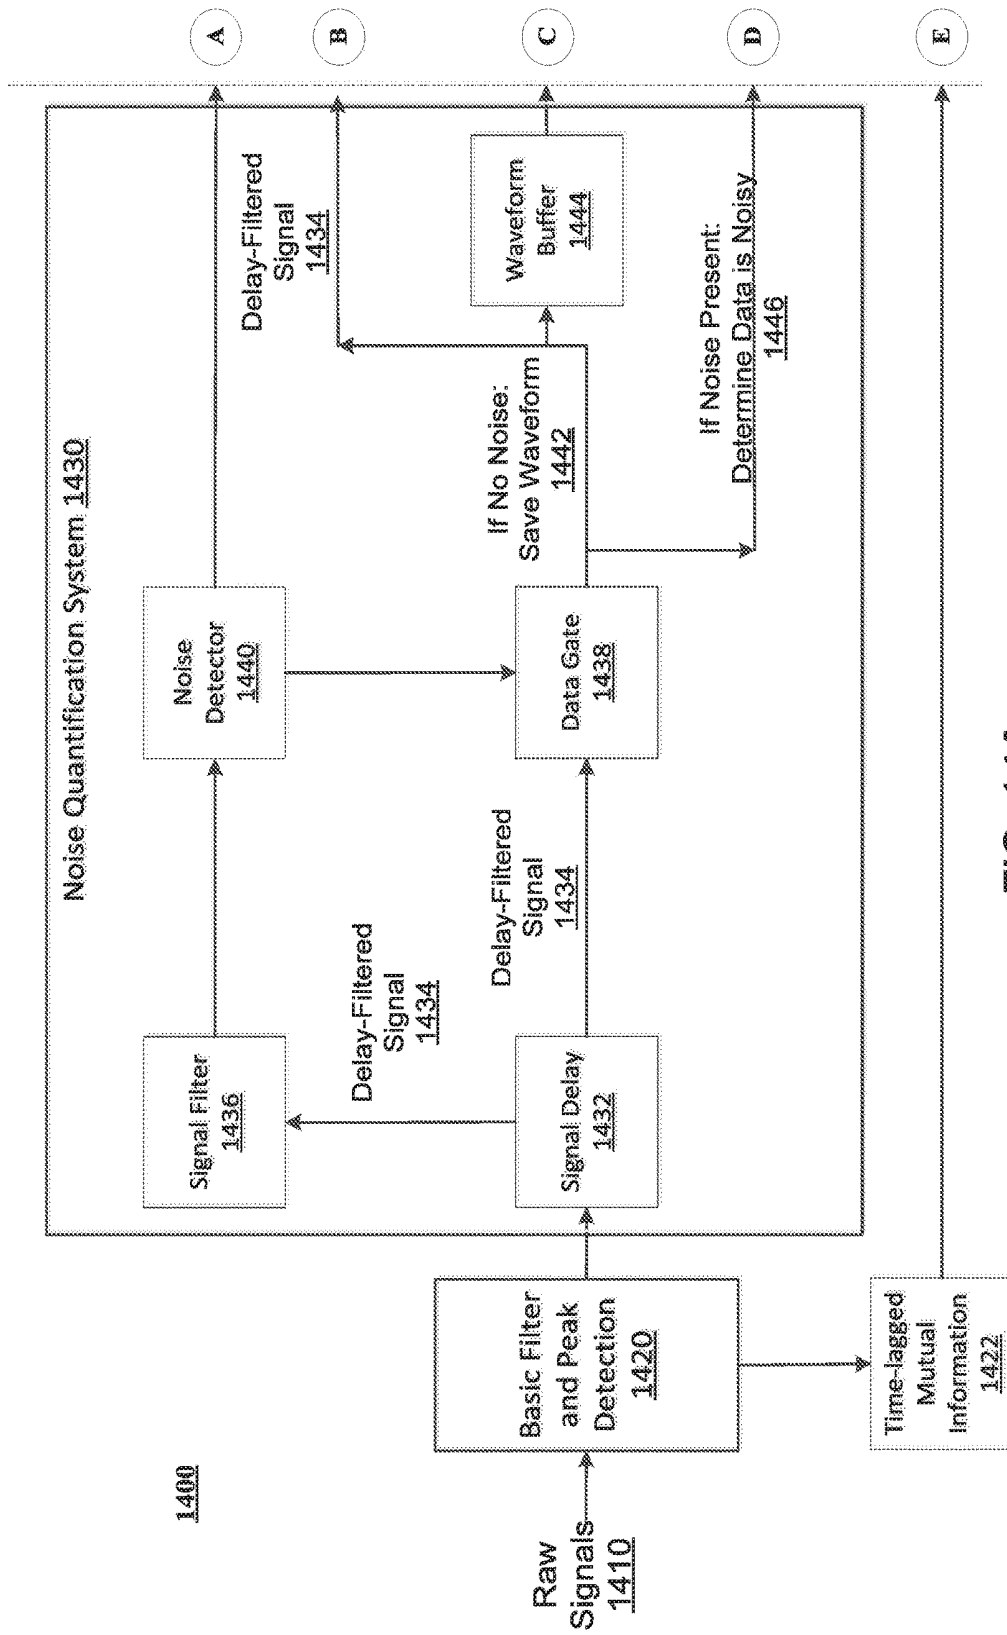 1400
Raw
Signals
1410
Basic Filter
and Peak
Detection
1420
Time-lagged
Mutual
Information
1422
Noise Quantification System 1430
Signal Filter
1436
Delay-Filtered
Signal
1434
Signal Delay
1432
Delay-Filtered
Signal
1434
Noise
Detector
1440
Data Gate
1438
If No Noise:
Save Waveform
1442
Delay-Filtered
Signal
1434
Waveform
Buffer
1444
If Noise Present:
Determine Data is Noisy
1446
A
B
C
D
E